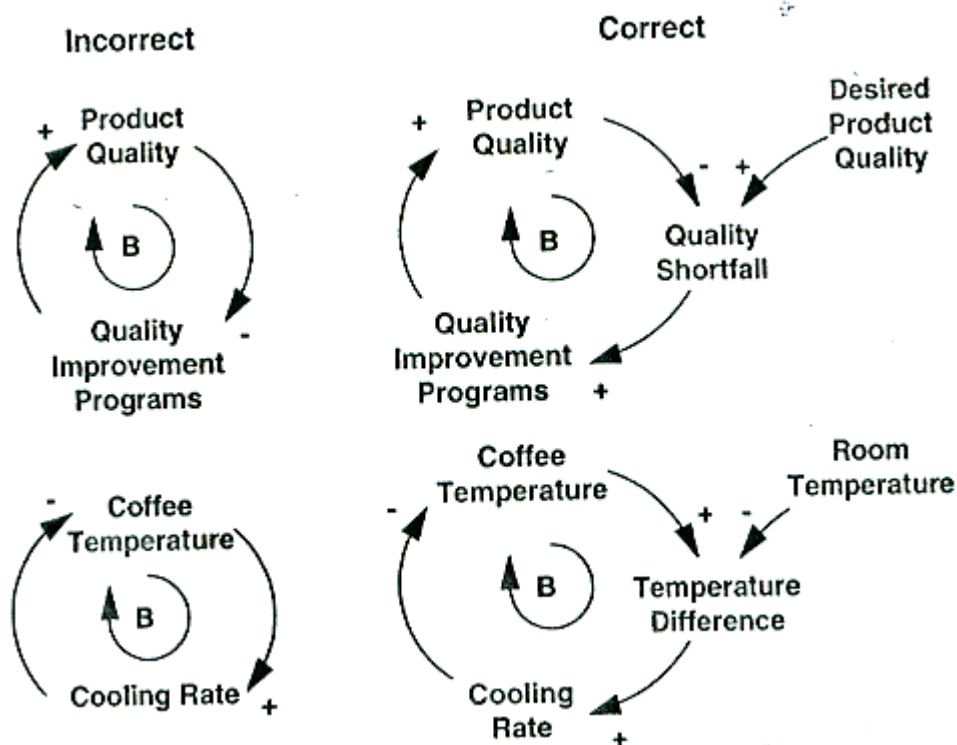 Incorrect
+
Product
Quality
B
-
Quality
Improvement
Programs
Correct
+
Product
Quality
Desired
Product
Quality
-
+
B
Quality
Shortfall
Quality
Improvement
Programs
+
-
Coffee
Temperature
B
Cooling Rate
+
-
Coffee
Temperature
Room
Temperature
+
-
B
Temperature
Difference
Cooling
Rate
+